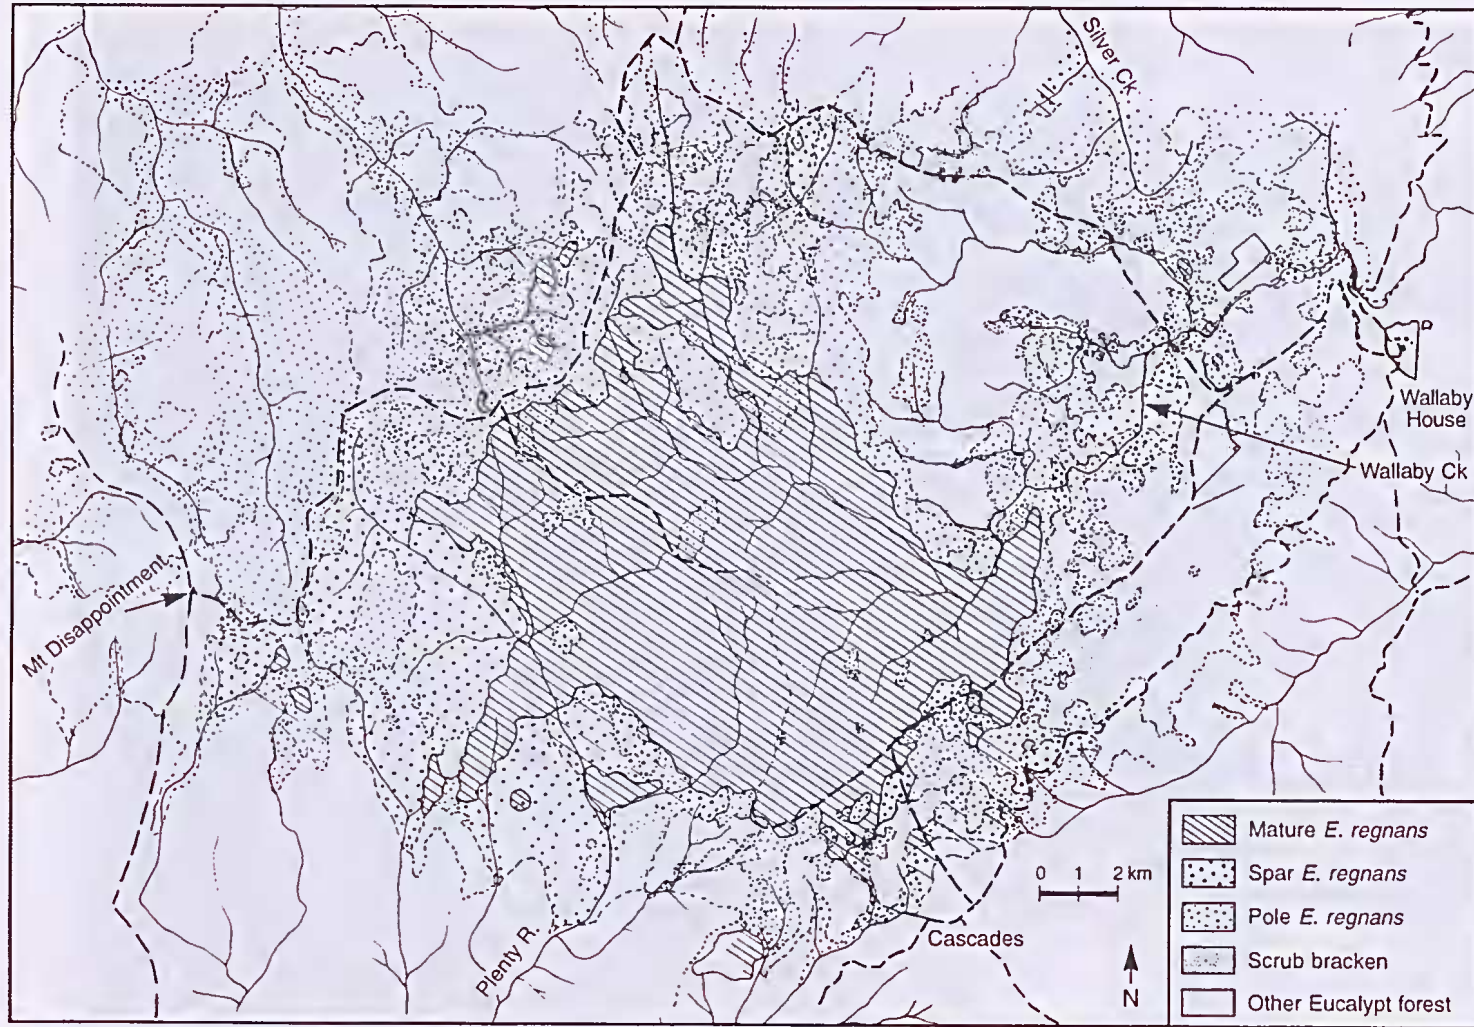 Silver Ck
Wallaby
House
Wallaby Ck
Mt Disappointment
Plenty R.
Cascades
0 1 2 km
N
Mature E. regnans
Spar E. regnans
Pole E. regnans
Scrub bracken
Other Eucalypt forest